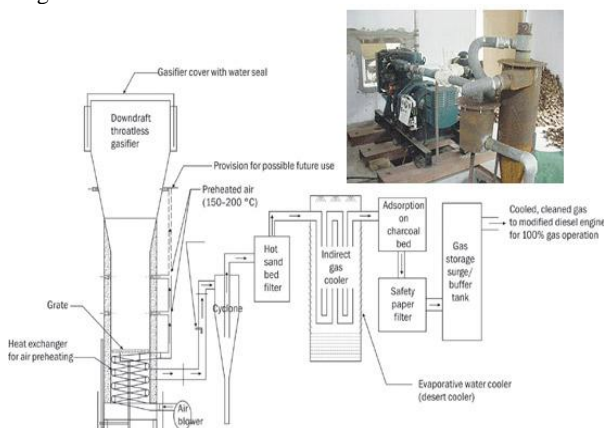 Gasifier cover with water seal
Downdraft
throatless
gasifier
Provision for possible future use
Preheated air
(150–200 °C)
Grate
Heat exchanger
for air preheating
Air
blower
Cyclone
Hot
sand
bed
filter
Indirect
gas
cooler
Evaporative water cooler
(desert cooler)
Adsorption
on
charcoal
bed
Safety
paper
filter
Gas
storage
surge/
buffer
tank
Cooled, cleaned gas
to modified diesel engine
for 100% gas operation